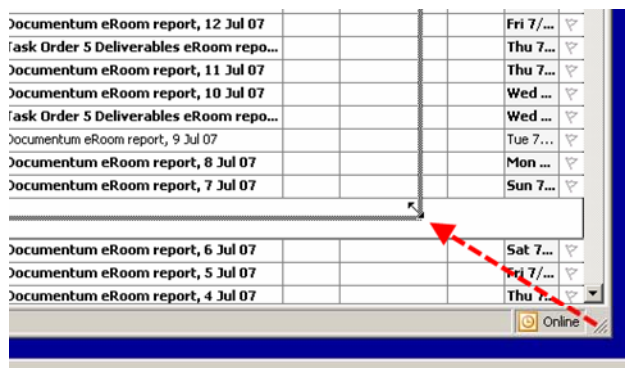 Documentum eRoom report, 12 Jul 07 Fri 7/...
Task Order 5 Deliverables eRoom repo... Thu 7...
Documentum eRoom report, 11 Jul 07 Thu 7...
Documentum eRoom report, 10 Jul 07 Wed ...
Task Order 5 Deliverables eRoom repo... Wed ...
Documentum eRoom report, 9 Jul 07 Tue 7...
Documentum eRoom report, 8 Jul 07 Mon ...
Documentum eRoom report, 7 Jul 07 Sun 7...
Documentum eRoom report, 6 Jul 07 Sat 7...
Documentum eRoom report, 5 Jul 07 Fri 7/...
Documentum eRoom report, 4 Jul 07 Thu 7...
Online